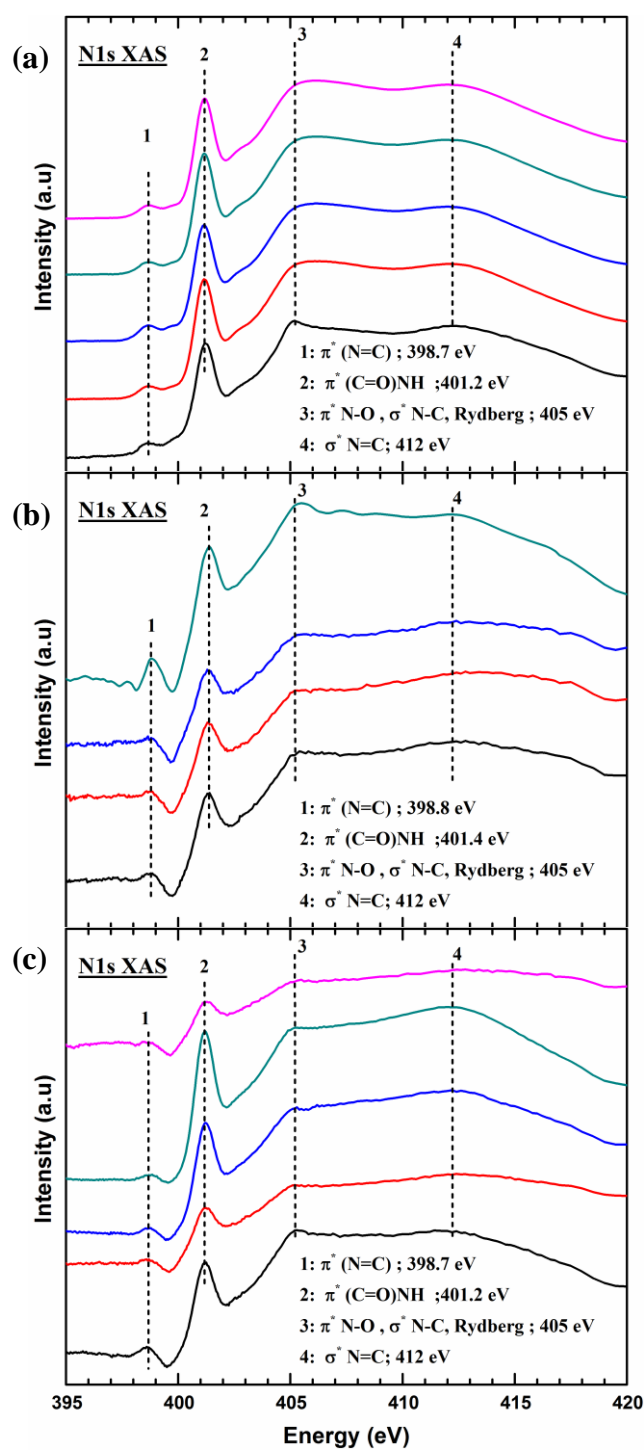 (a)
N1s XAS
1
2
3
4
Intensity (a.u)
1: π* (N=C) ; 398.7 eV
2: π* (C=O)NH ;401.2 eV
3: π* N-O , σ* N-C, Rydberg ; 405 eV
4: σ* N=C; 412 eV
(b)
N1s XAS
1
2
3
4
Intensity (a.u)
1: π* (N=C) ; 398.8 eV
2: π* (C=O)NH ;401.4 eV
3: π* N-O , σ* N-C, Rydberg ; 405 eV
4: σ* N=C; 412 eV
(c)
N1s XAS
1
2
3
4
Intensity (a.u)
1: π* (N=C) ; 398.7 eV
2: π* (C=O)NH ;401.2 eV
3: π* N-O , σ* N-C, Rydberg ; 405 eV
4: σ* N=C; 412 eV
395 400 405 410 415 420
Energy (eV)